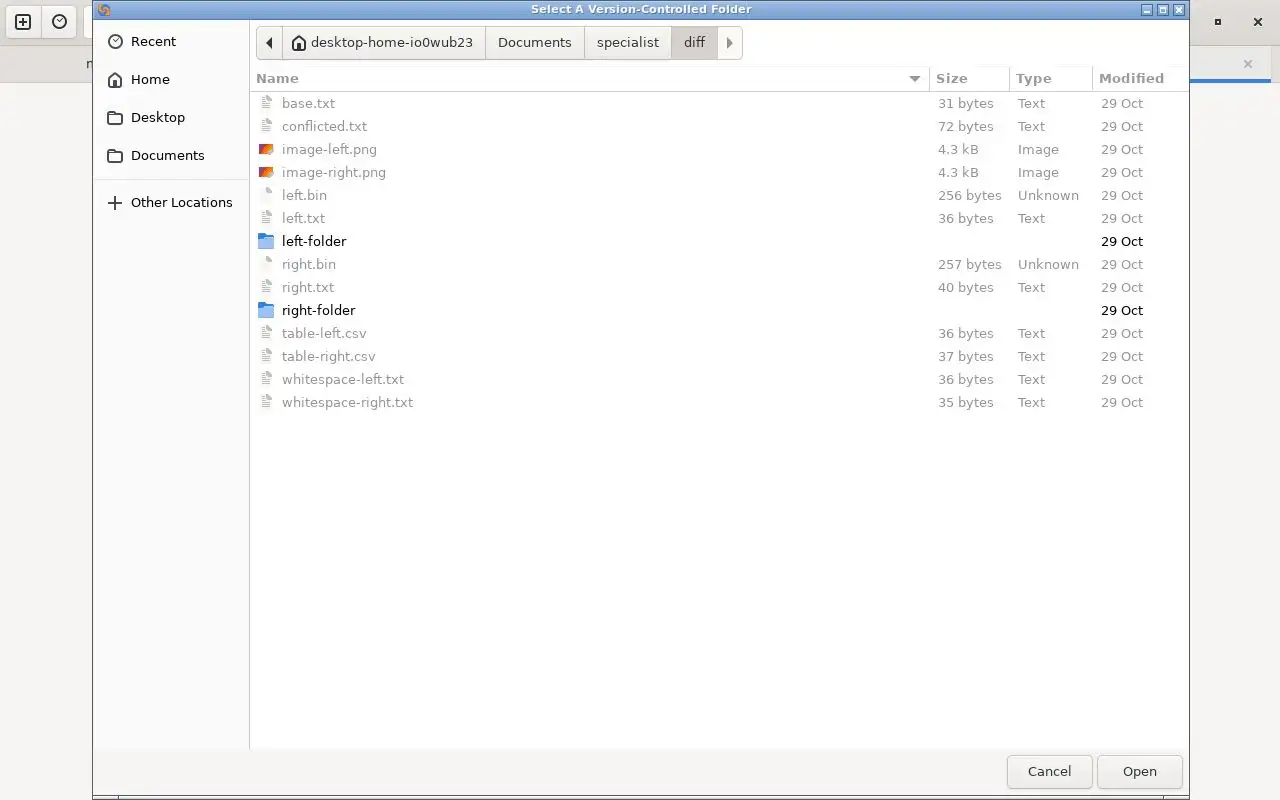 Select A Version-Controlled Folder
Recent
Home
Desktop
Documents
Other Locations
desktop-home-io0wub23 Documents specialist diff
Name Size Type Modified
base.txt 31 bytes Text 29 Oct
conflicted.txt 72 bytes Text 29 Oct
image-left.png 4.3 kB Image 29 Oct
image-right.png 4.3 kB Image 29 Oct
left.bin 256 bytes Unknown 29 Oct
left.txt 36 bytes Text 29 Oct
left-folder 29 Oct
right.bin 257 bytes Unknown 29 Oct
right.txt 40 bytes Text 29 Oct
right-folder 29 Oct
table-left.csv 36 bytes Text 29 Oct
table-right.csv 37 bytes Text 29 Oct
whitespace-left.txt 36 bytes Text 29 Oct
whitespace-right.txt 35 bytes Text 29 Oct
Cancel Open